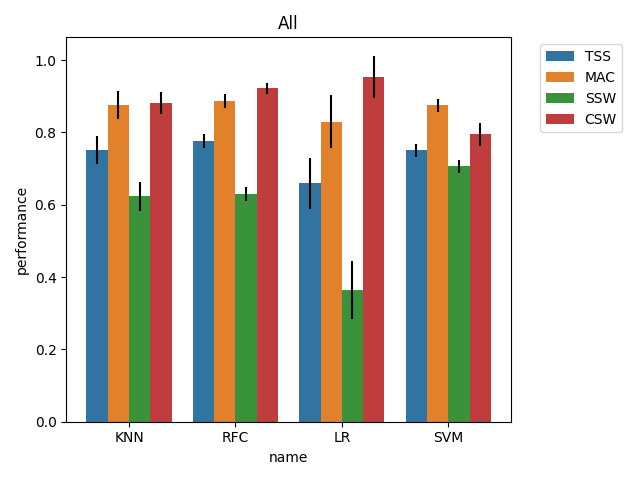 All
TSS
MAC
SSW
CSW
performance
1.0
0.8
0.6
0.4
0.2
0.0
KNN RFC LR SVM
name